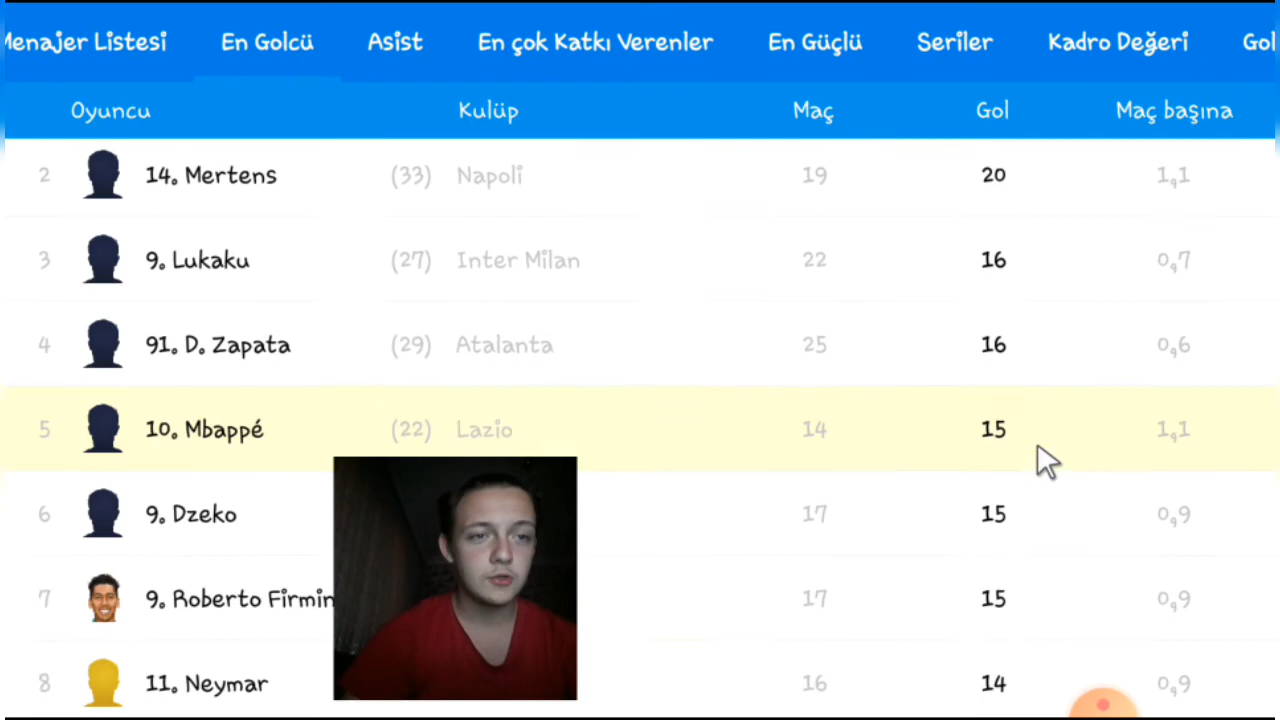 Menajer Listesi En Golcü Asist En çok Katkı Verenler En Güçlü Seriler Kadro Değeri Gol
Oyuncu Kulüp Maç Gol Maç başına
2 14. Mertens (33) Napoli 19 20 1,1
3 9. Lukaku (27) Inter Milan 22 16 0,7
4 91. D. Zapata (29) Atalanta 25 16 0,6
5 10. Mbappé (22) Lazio 14 15 1,1
6 9. Dzeko 17 15 0,9
7 9. Roberto Firmin 17 15 0,9
8 11. Neymar 16 14 0,9